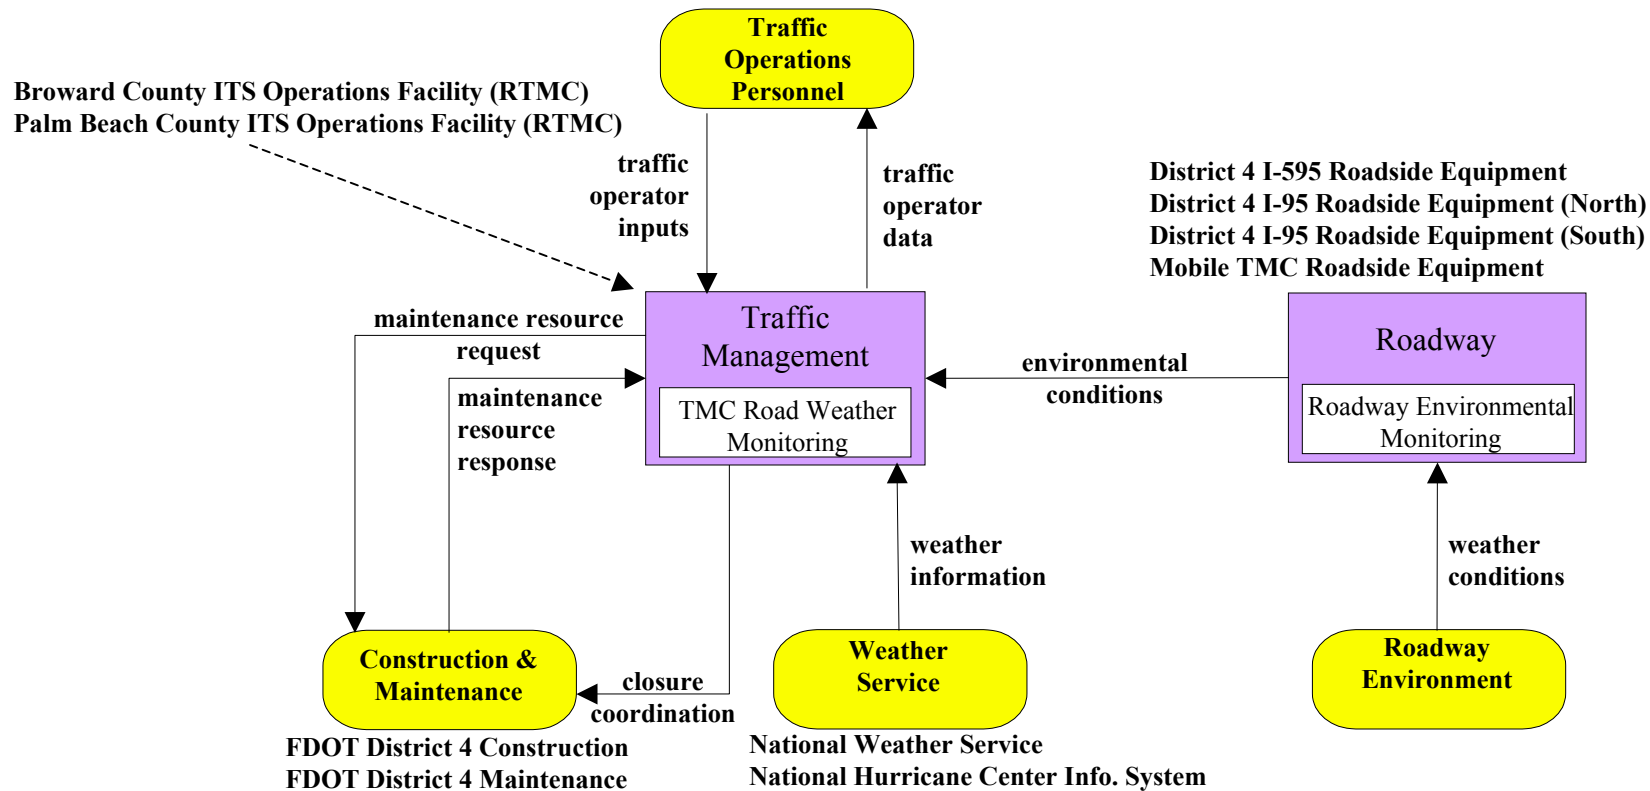 Traffic
Operations
Personnel
Broward County ITS Operations Facility (RTMC)
Palm Beach County ITS Operations Facility (RTMC)
traffic
operator
inputs
traffic
operator
data
District 4 I-595 Roadside Equipment
District 4 I-95 Roadside Equipment (North)
District 4 I-95 Roadside Equipment (South)
Mobile TMC Roadside Equipment
maintenance resource
request
Traffic
Management
TMC Road Weather
Monitoring
environmental
conditions
Roadway
Roadway Environmental
Monitoring
maintenance
resource
response
weather
information
weather
conditions
Construction &
Maintenance
closure
coordination
Weather
Service
Roadway
Environment
FDOT District 4 Construction
FDOT District 4 Maintenance
National Weather Service
National Hurricane Center Info. System